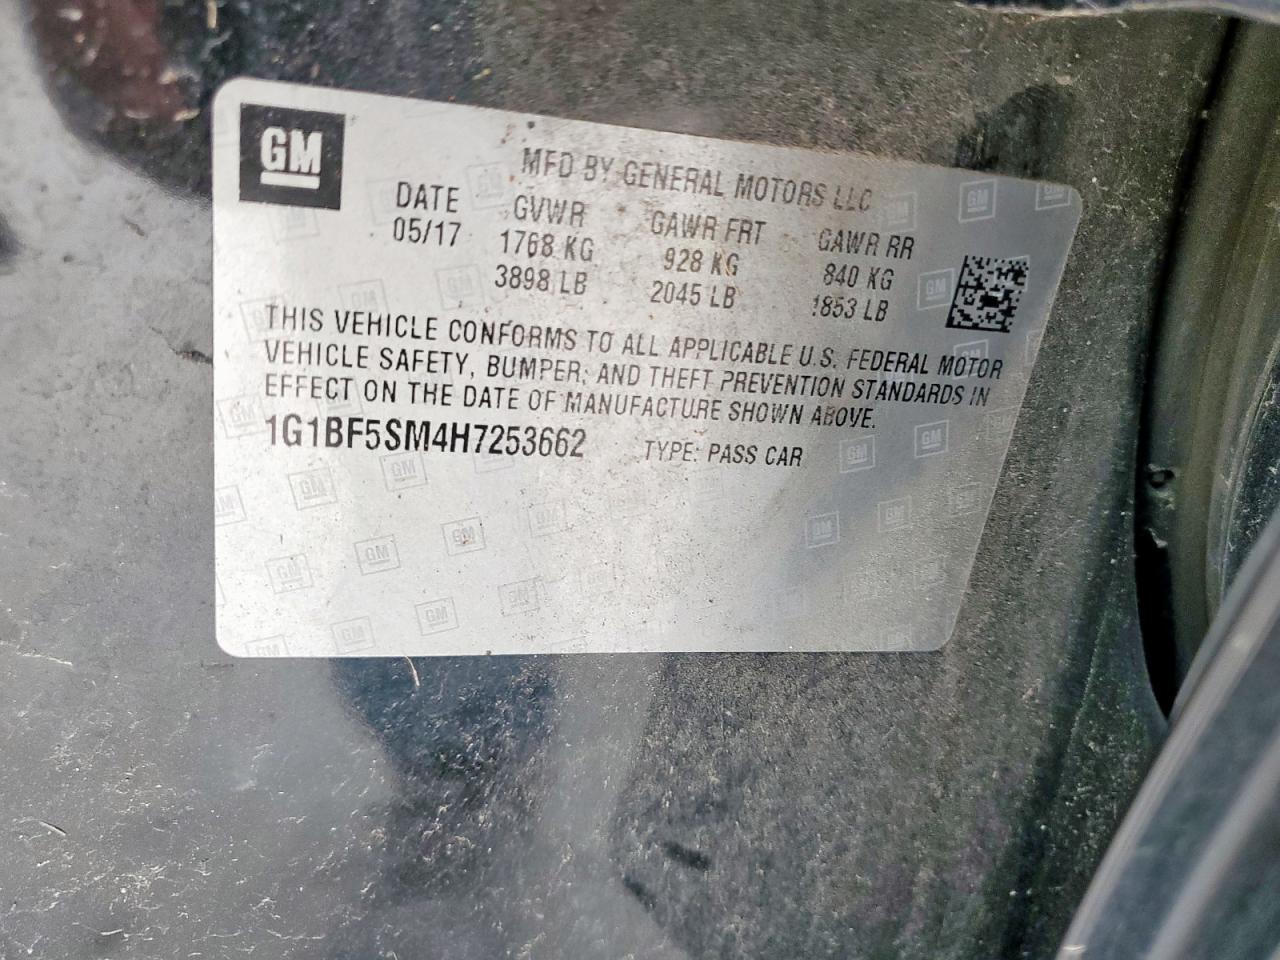 GM
MFD BY GENERAL MOTORS LLC
DATE GVWR GAWR FRT GAWR RR
05/17 1768 KG 928 KG 840 KG
3898 LB 2045 LB 1853 LB
THIS VEHICLE CONFORMS TO ALL APPLICABLE U.S. FEDERAL MOTOR
VEHICLE SAFETY, BUMPER, AND THEFT PREVENTION STANDARDS IN
EFFECT ON THE DATE OF MANUFACTURE SHOWN ABOVE.
1G1BF5SM4H7253662 TYPE: PASS CAR